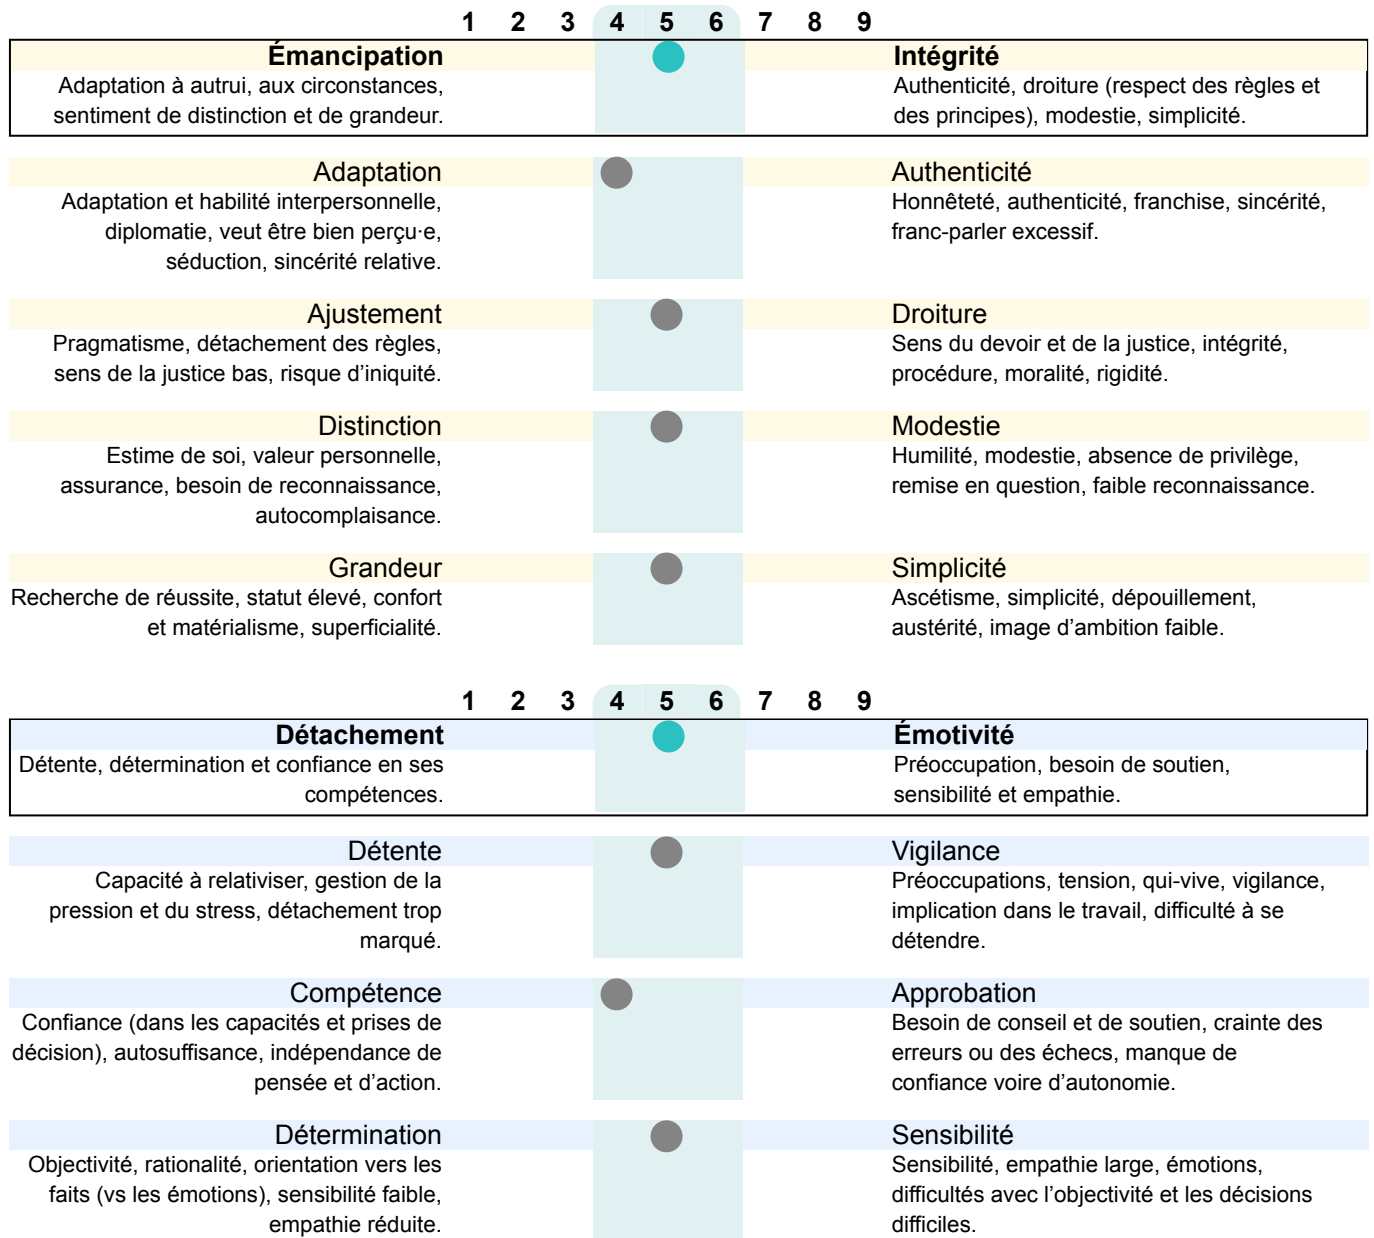 1 2 3 4 5 6 7 8 9
Émancipation
Adaptation à autrui, aux circonstances,
sentiment de distinction et de grandeur.
Intégrité
Authenticité, droiture (respect des règles et
des principes), modestie, simplicité.
Adaptation
Adaptation et habilité interpersonnelle,
diplomatie, veut être bien perçu·e,
séduction, sincérité relative.
Authenticité
Honnêteté, authenticité, franchise, sincérité,
franc-parler excessif.
Ajustement
Pragmatisme, détachement des règles,
sens de la justice bas, risque d’iniquité.
Droiture
Sens du devoir et de la justice, intégrité,
procédure, moralité, rigidité.
Distinction
Estime de soi, valeur personnelle,
assurance, besoin de reconnaissance,
autocomplaisance.
Modestie
Humilité, modestie, absence de privilège,
remise en question, faible reconnaissance.
Grandeur
Recherche de réussite, statut élevé, confort
et matérialisme, superficialité.
Simplicité
Ascétisme, simplicité, dépouillement,
austérité, image d’ambition faible.
1 2 3 4 5 6 7 8 9
Détachement
Détente, détermination et confiance en ses
compétences.
Émotivité
Préoccupation, besoin de soutien,
sensibilité et empathie.
Détente
Capacité à relativiser, gestion de la
pression et du stress, détachement trop
marqué.
Vigilance
Préoccupations, tension, qui-vive, vigilance,
implication dans le travail, difficulté à se
détendre.
Compétence
Confiance (dans les capacités et prises de
décision), autosuffisance, indépendance de
pensée et d’action.
Approbation
Besoin de conseil et de soutien, crainte des
erreurs ou des échecs, manque de
confiance voire d’autonomie.
Détermination
Objectivité, rationalité, orientation vers les
faits (vs les émotions), sensibilité faible,
empathie réduite.
Sensibilité
Sensibilité, empathie large, émotions,
difficultés avec l’objectivité et les décisions
difficiles.